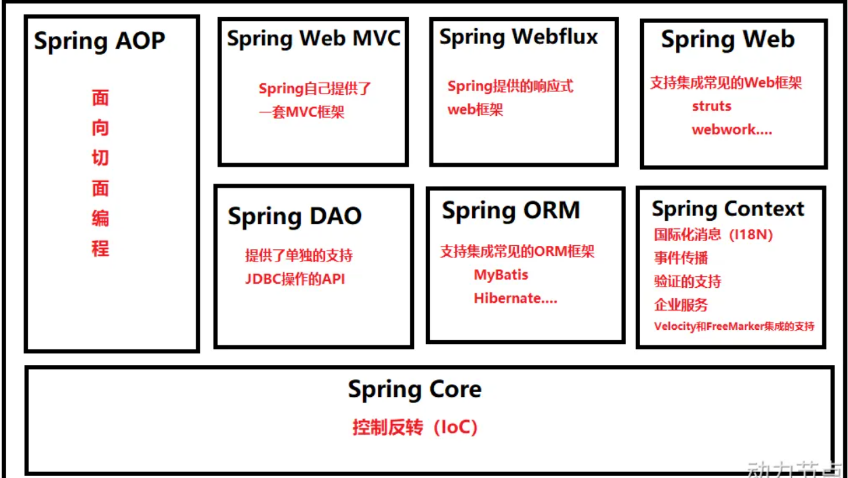 Spring AOP
面
向
切
面
编
程
Spring Web MVC
Spring自己提供了
一套MVC框架
Spring Webflux
Spring提供的响应式
web框架
Spring Web
支持集成常见的Web框架
struts
webwork....
Spring DAO
提供了单独的支持
JDBC操作的API
Spring ORM
支持集成常见的ORM框架
MyBatis
Hibernate....
Spring Context
国际化消息（I18N）
事件传播
验证的支持
企业服务
Velocity和FreeMarker集成的支持
Spring Core
控制反转（IoC）
动力节点